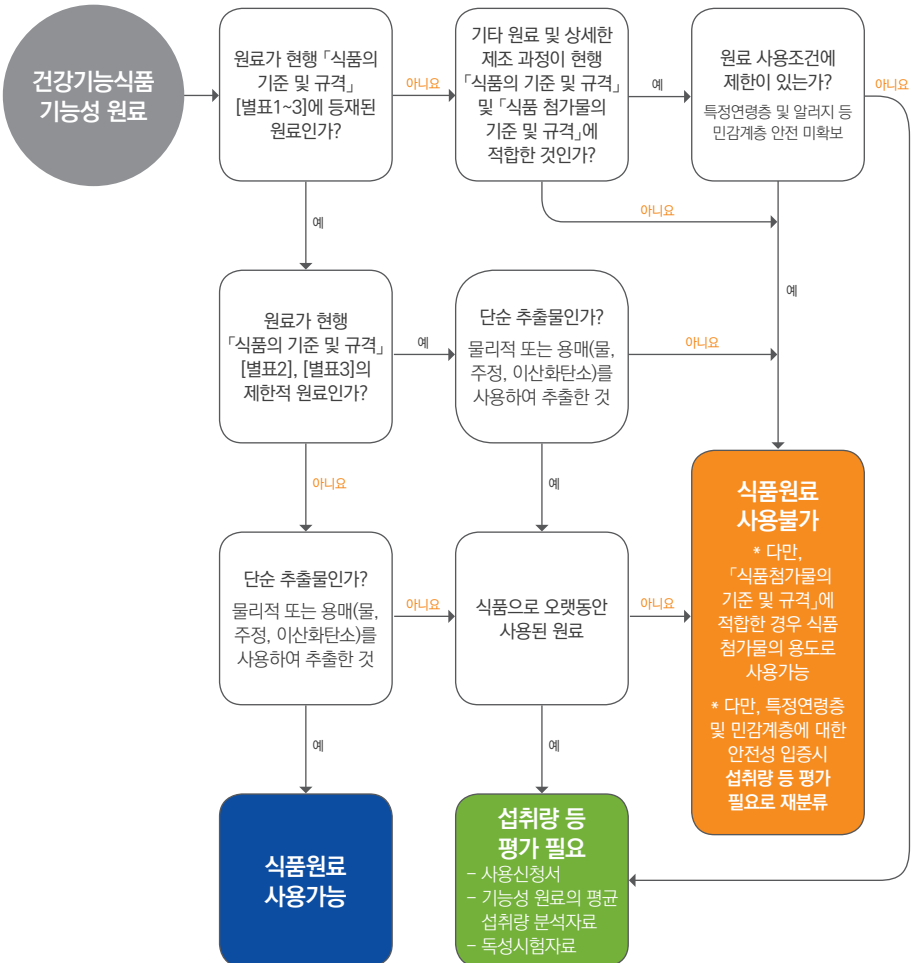 건강기능식품
기능성 원료
원료가 현행 「식품의
기준 및 규격」
[별표1~3]에 등재된
원료인가?
아니요
기타 원료 및 상세한
제조 과정이 현행
「식품의 기준 및 규격」
및 「식품 첨가물의
기준 및 규격」에
적합한 것인가?
예
원료 사용조건에
제한이 있는가?
특정연령층 및 알러지 등
민감계층 안전 미확보
아니요
아니요
예
예
원료가 현행
「식품의 기준 및 규격」
[별표2], [별표3]의
제한적 원료인가?
예
단순 추출물인가?
물리적 또는 용매(물,
주정, 이산화탄소)를
사용하여 추출한 것
아니요
아니요
예
단순 추출물인가?
물리적 또는 용매(물,
주정, 이산화탄소)를
사용하여 추출한 것
아니요
식품으로 오랫동안
사용된 원료
아니요
식품원료
사용불가
* 다만,
「식품첨가물의
기준 및 규격」에
적합한 경우 식품
첨가물의 용도로
사용가능
* 다만, 특정연령층
및 민감계층에 대한
안전성 입증시
섭취량 등 평가
필요로 재분류
예
예
식품원료
사용가능
섭취량 등
평가 필요
- 사용신청서
- 기능성 원료의 평균
섭취량 분석자료
- 독성시험자료